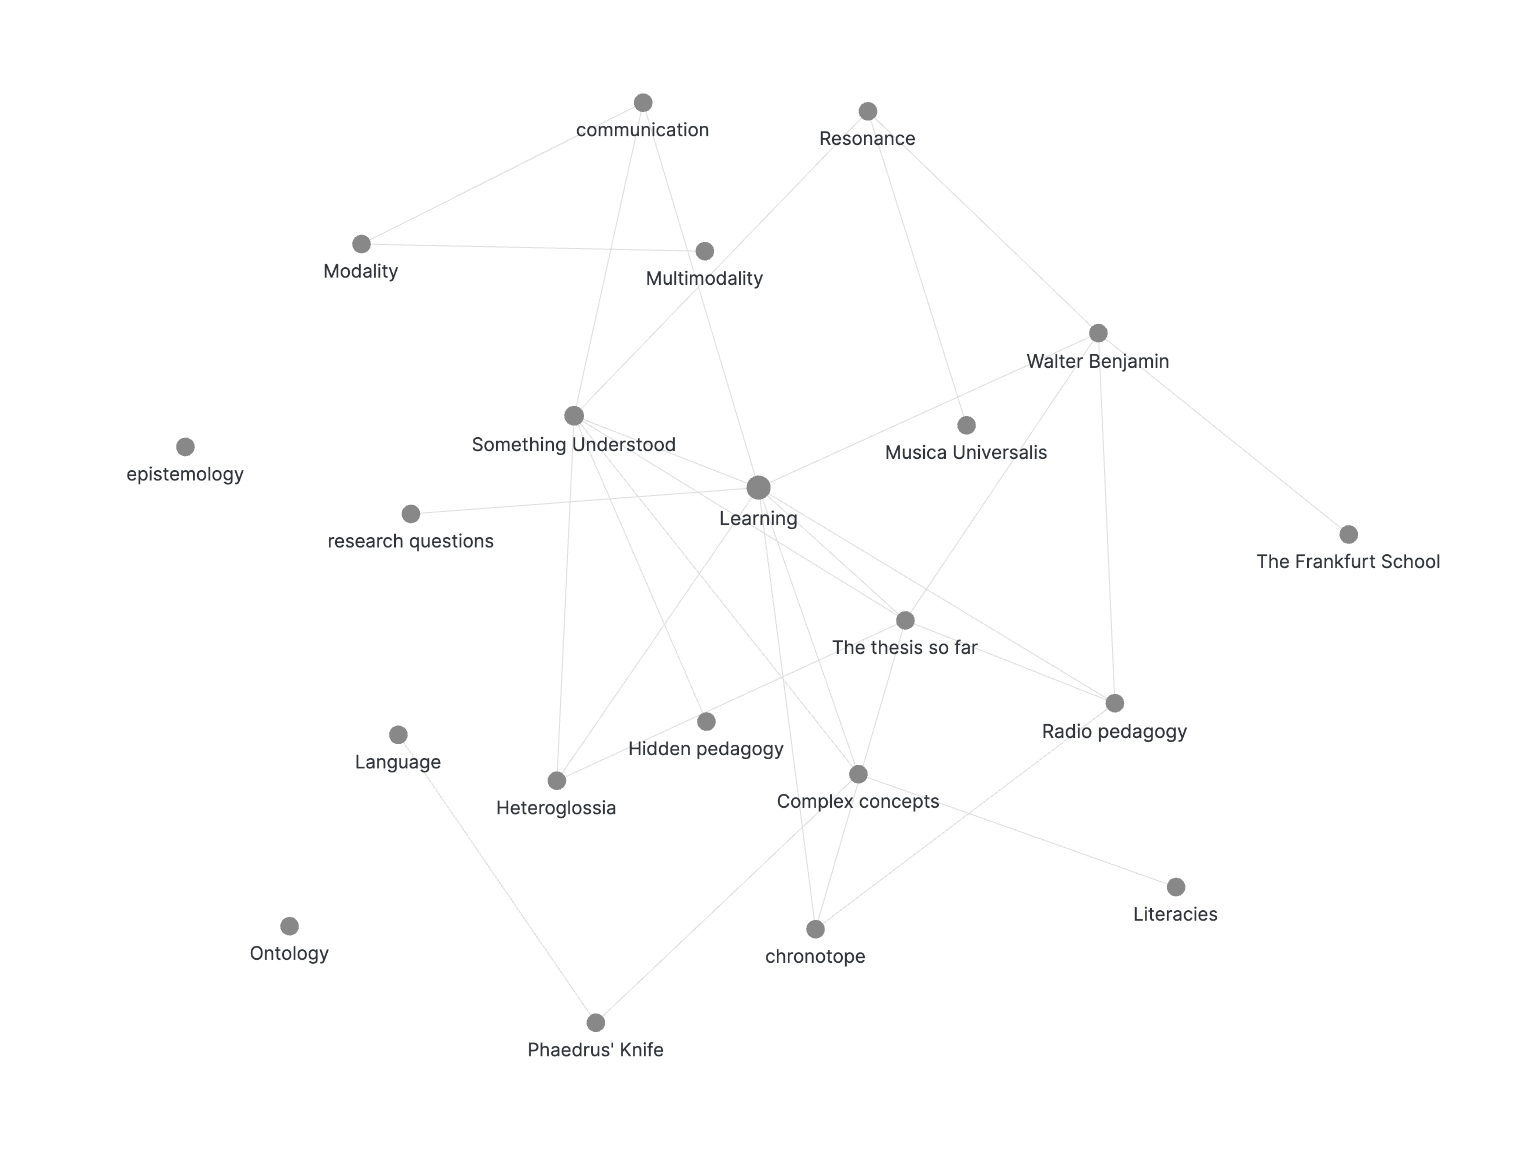 communication
Resonance
Modality
Multimodality
Walter Benjamin
Something Understood
Musica Universalis
epistemology
Learning
research questions
The Frankfurt School
The thesis so far
Radio pedagogy
Hidden pedagogy
Language
Heteroglossia
Complex concepts
Literacies
Ontology
chronotope
Phaedrus' Knife